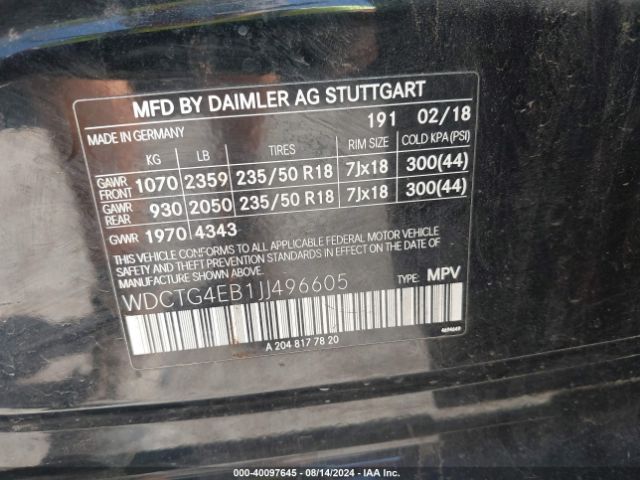 MFD BY DAIMLER AG STUTTGART
191 02/18
MADE IN GERMANY
KG LB TIRES RIM SIZE COLD KPA (PSI)
GAWR FRONT 1070 2359 235/50 R18 7Jx18 300(44)
GAWR REAR 930 2050 235/50 R18 7Jx18 300(44)
GVWR 1970 4343
THIS VEHICLE CONFORMS TO ALL APPLICABLE FEDERAL MOTOR VEHICLE
SAFETY AND THEFT PREVENTION STANDARDS IN EFFECT ON THE DATE
OF MANUFACTURE SHOWN ABOVE.
WDCTG4EB1JJ496605 TYPE: MPV
A 204 817 78 20
000-40097645 - 08/14/2024 - IAA Inc.